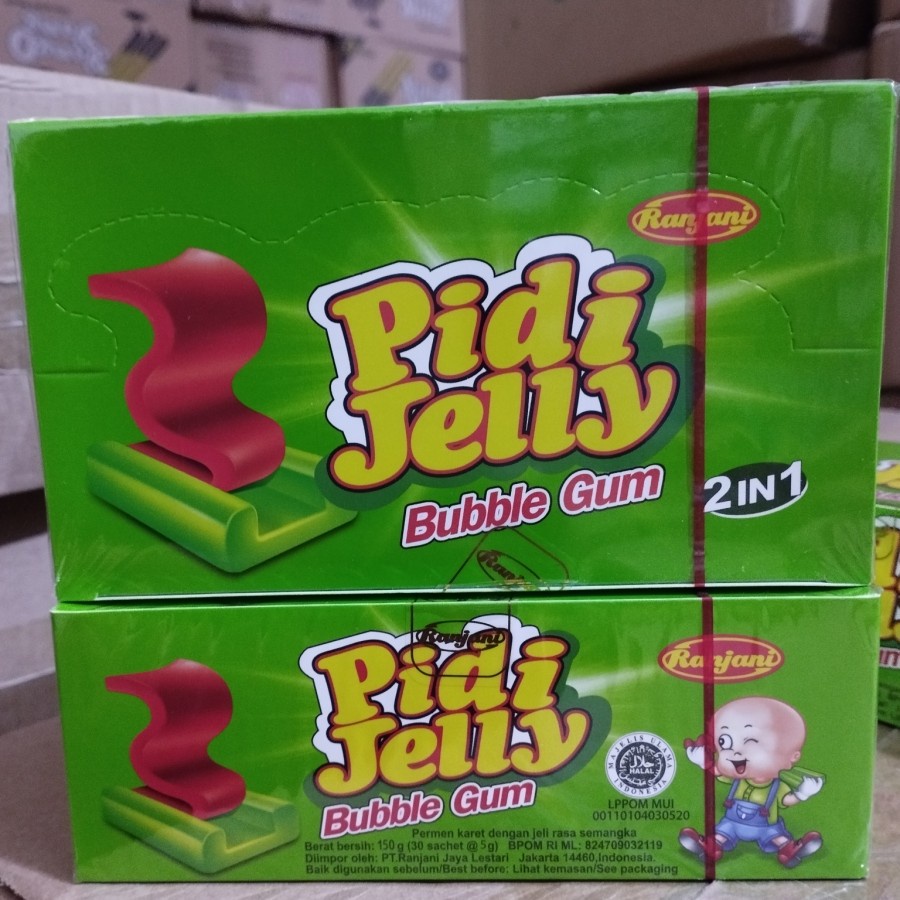 Ranjani
Pidi
Jelly
Bubble Gum
2 IN 1
Ranjani
Ranjani
Pidi
Jelly
Bubble Gum
Ranjani
MAJELIS ULAMA
حلال
HALAL
INDONESIA
LPPOM MUI
00110104030520
Permen karet dengan jeli rasa semangka
Berat bersih: 150 g (30 sachet @ 5g) BPOM RI ML: 824709032119
Diimpor oleh: PT.Ranjani Jaya Lestari Jakarta 14460,Indonesia.
Baik digunakan sebelum/Best before: Lihat kemasan/See packaging